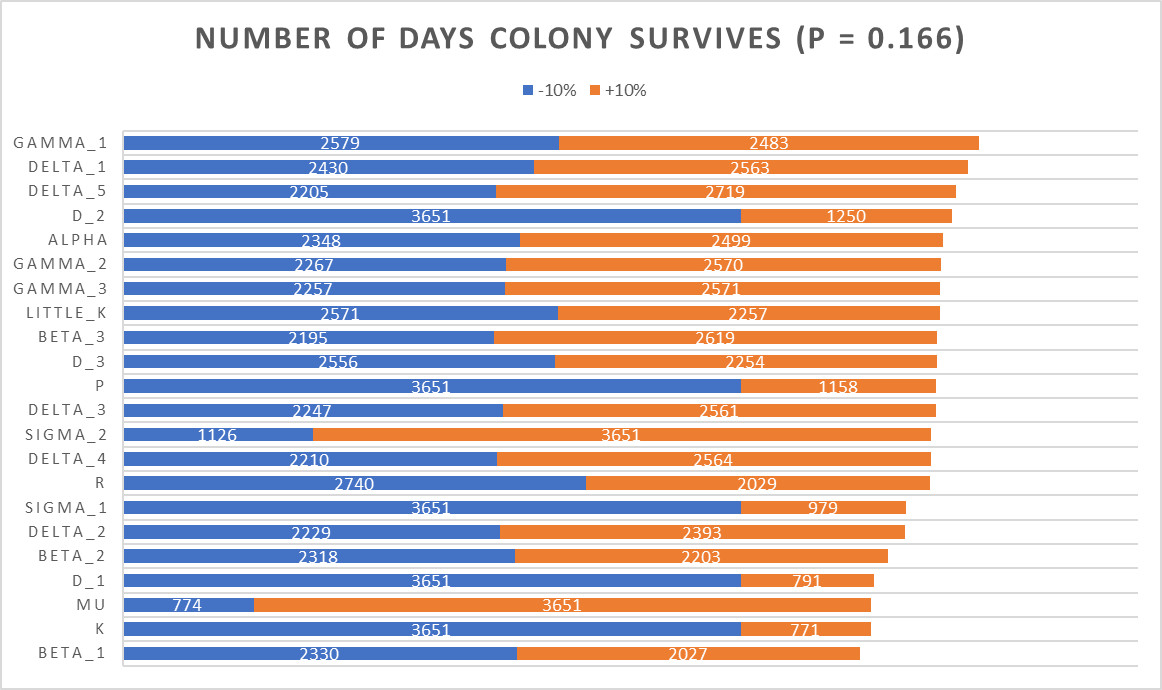 NUMBER OF DAYS COLONY SURVIVES (P = 0.166)
-10% +10%
GAMMA_1 2579 2483
DELTA_1 2430 2563
DELTA_5 2205 2719
D_2 3651 1250
ALPHA 2348 2499
GAMMA_2 2267 2570
GAMMA_3 2257 2571
LITTLE_K 2571 2257
BETA_3 2195 2619
D_3 2556 2254
P 3651 1158
DELTA_3 2247 2561
SIGMA_2 1126 3651
DELTA_4 2210 2564
R 2740 2029
SIGMA_1 3651 979
DELTA_2 2229 2393
BETA_2 2318 2203
D_1 3651 791
MU 774 3651
K 3651 771
BETA_1 2330 2027